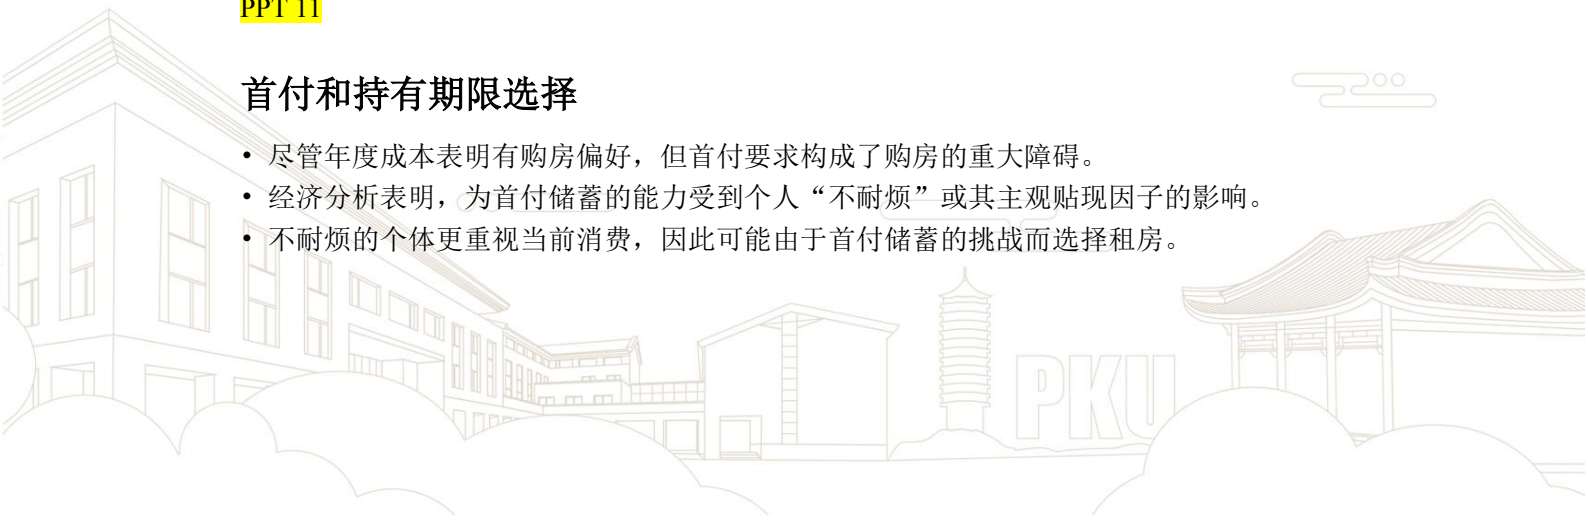 PPT 11
首付和持有期限选择
• 尽管年度成本表明有购房偏好，但首付要求构成了购房的重大障碍。
• 经济分析表明，为首付储蓄的能力受到个人“不耐烦”或其主观贴现因子的影响。
• 不耐烦的个体更重视当前消费，因此可能由于首付储蓄的挑战而选择租房。
PKU